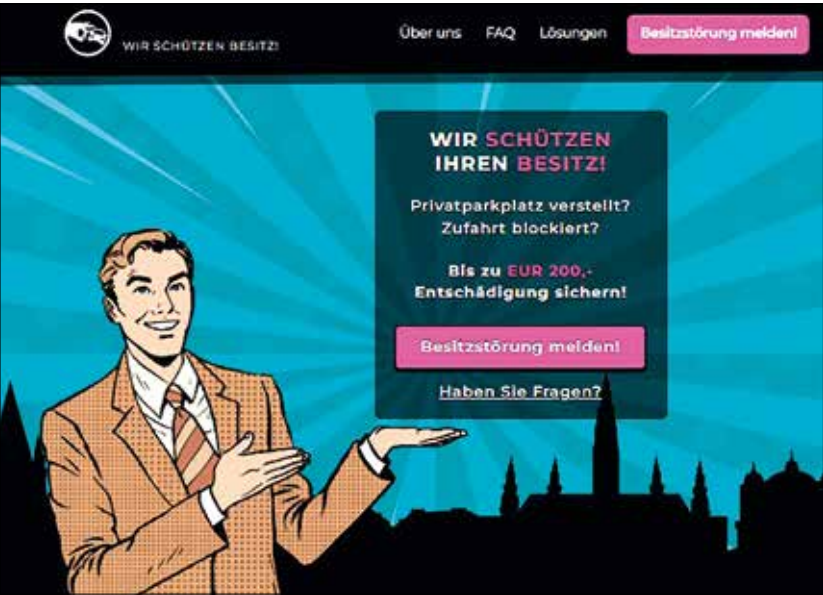 WIR SCHÜTZEN BESITZ!
Über uns FAQ Lösungen Besitzstörung melden!
WIR SCHÜTZEN
IHREN BESITZ!
Privatparkplatz verstellt?
Zufahrt blockiert?
Bis zu EUR 200,-
Entschädigung sichern!
Besitzstörung melden!
Haben Sie Fragen?